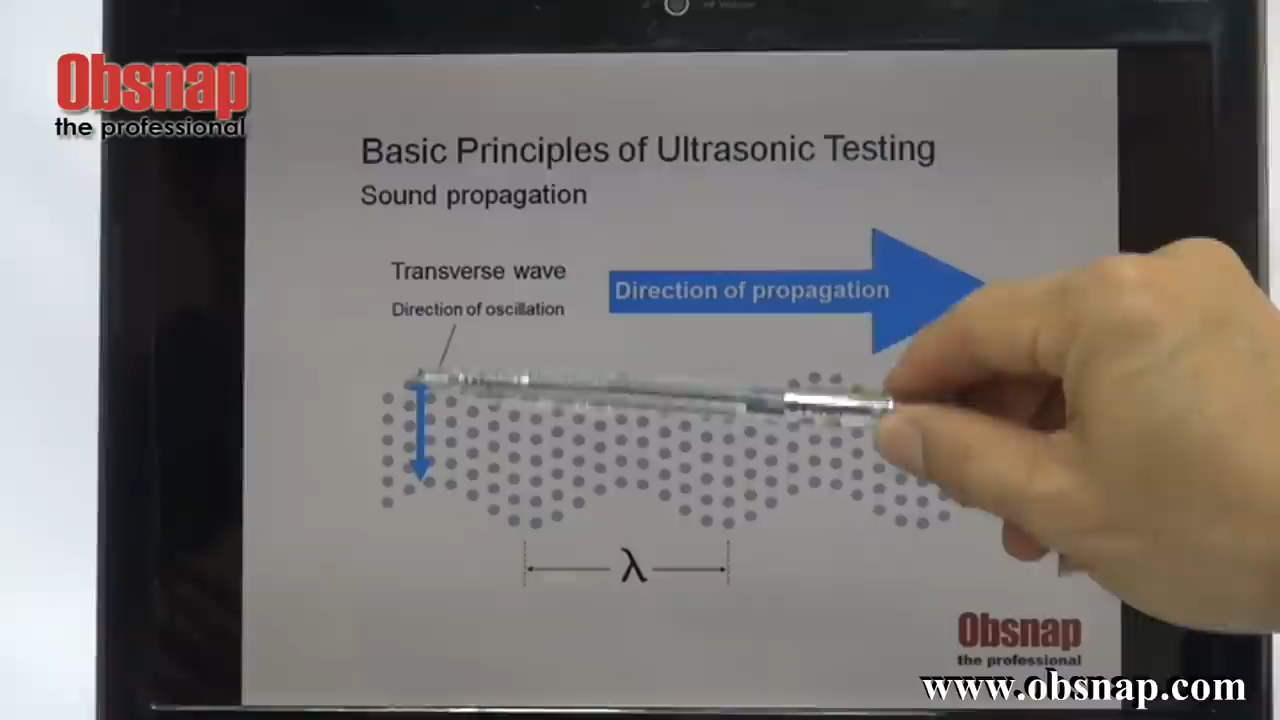 Obsnap
the professional
Basic Principles of Ultrasonic Testing
Sound propagation
Transverse wave
Direction of oscillation
Direction of propagation
λ
Obsnap
the professional
www.obsnap.com